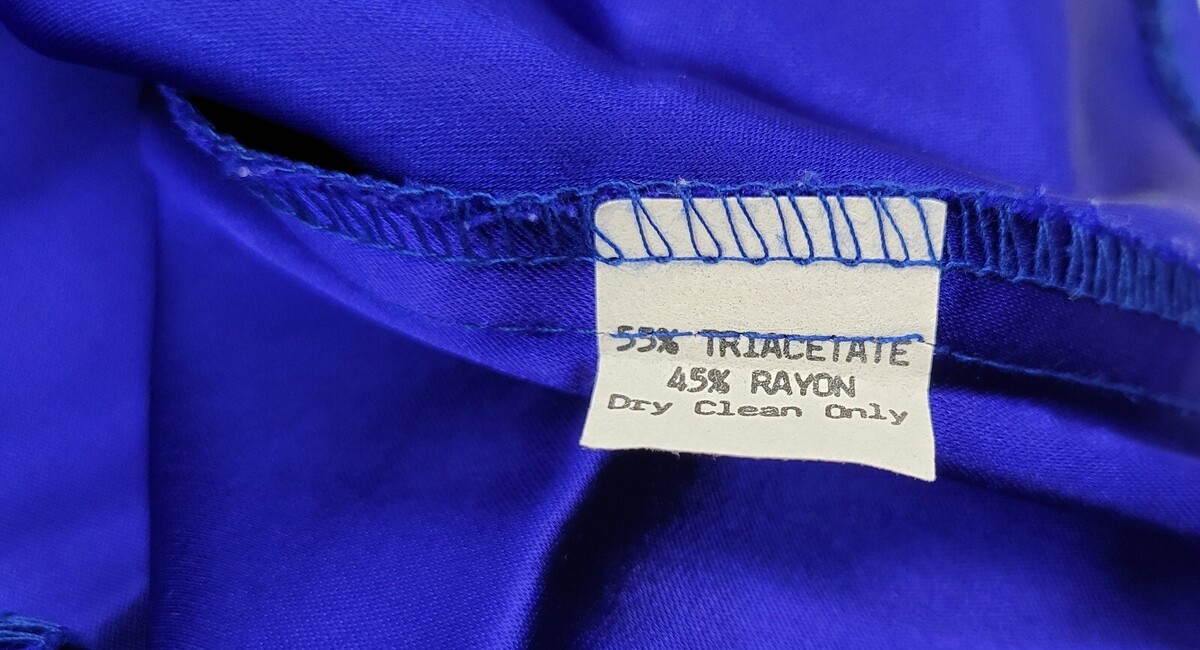 55% TRIACETATE
45% RAYON
Dry Clean Only